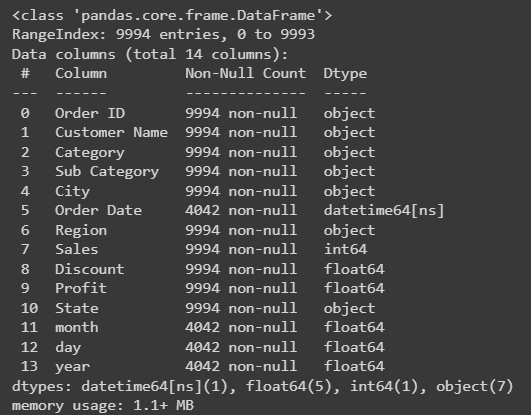 <class 'pandas.core.frame.DataFrame'>
RangeIndex: 9994 entries, 0 to 9993
Data columns (total 14 columns):
 #   Column         Non-Null Count  Dtype
---  ------         --------------  -----
 0   Order ID       9994 non-null   object
 1   Customer Name  9994 non-null   object
 2   Category       9994 non-null   object
 3   Sub Category   9994 non-null   object
 4   City           9994 non-null   object
 5   Order Date     4042 non-null   datetime64[ns]
 6   Region         9994 non-null   object
 7   Sales          9994 non-null   int64
 8   Discount       9994 non-null   float64
 9   Profit         9994 non-null   float64
 10  State          9994 non-null   object
 11  month          4042 non-null   float64
 12  day            4042 non-null   float64
 13  year           4042 non-null   float64
dtypes: datetime64[ns](1), float64(5), int64(1), object(7)
memory usage: 1.1+ MB